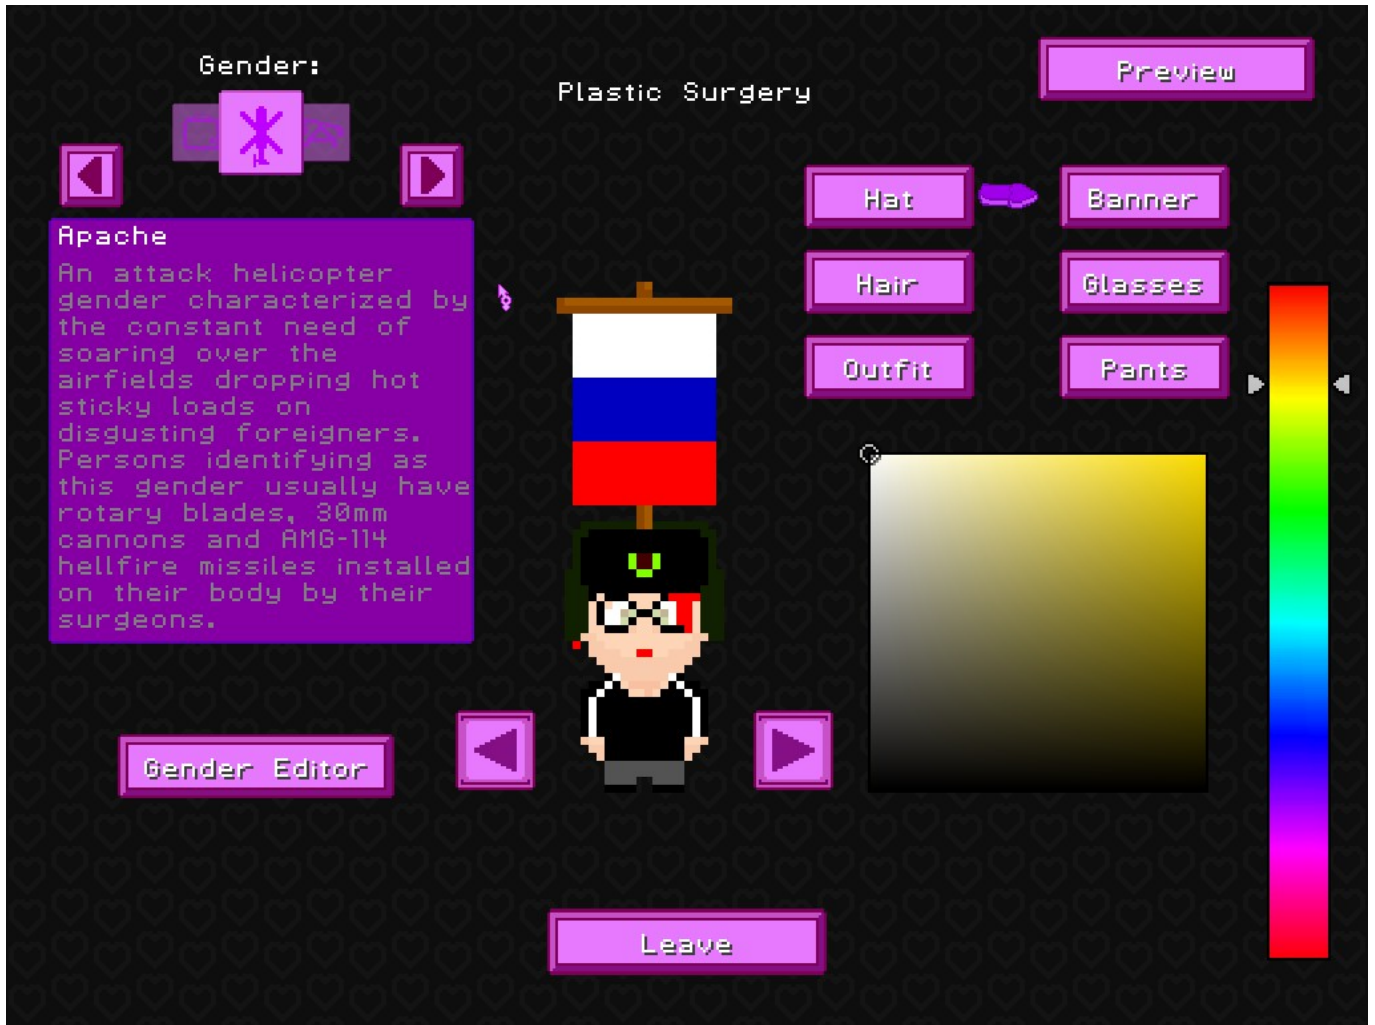 Gender:
Plastic Surgery
Preview
Hat
Banner
Hair
Glasses
Outfit
Pants
Apache
An attack helicopter
gender characterized by
the constant need of
soaring over the
airfields dropping hot
sticky loads on
disgusting foreigners.
Persons identifying as
this gender usually have
rotary blades, 30mm
cannons and AMG-114
hellfire missiles installed
on their body by their
surgeons.
Gender Editor
Leave